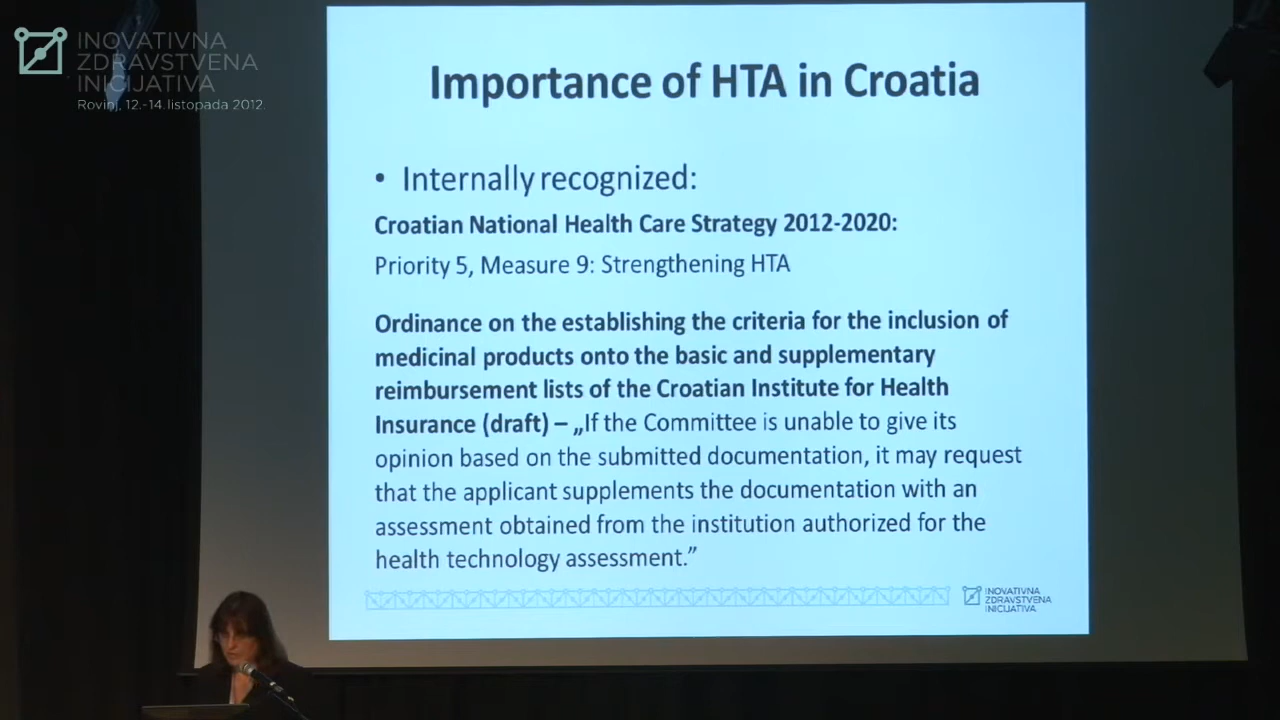 INOVATIVNA
ZDRAVSTVENA
INICIJATIVA
Rovinj, 12.-14. listopada 2012.
Importance of HTA in Croatia
• Internally recognized:
Croatian National Health Care Strategy 2012-2020:
Priority 5, Measure 9: Strengthening HTA
Ordinance on the establishing the criteria for the inclusion of
medicinal products onto the basic and supplementary
reimbursement lists of the Croatian Institute for Health
Insurance (draft) – „If the Committee is unable to give its
opinion based on the submitted documentation, it may request
that the applicant supplements the documentation with an
assessment obtained from the institution authorized for the
health technology assessment.”
INOVATIVNA
ZDRAVSTVENA
INICIJATIVA